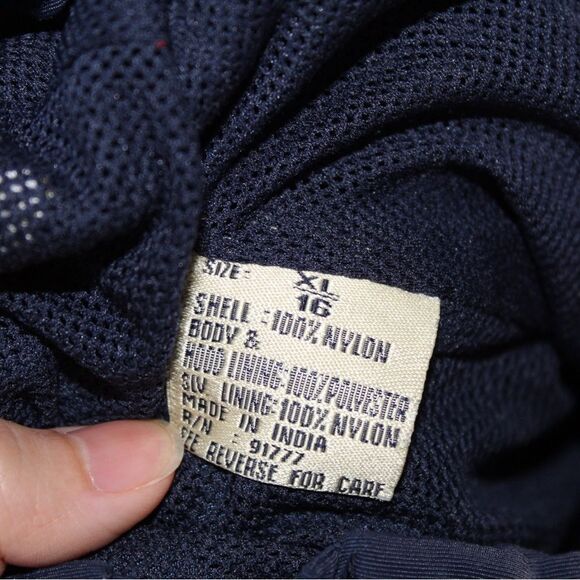 SIZE: XL
16
SHELL :100% NYLON
BODY &
HOOD LINING:100%POLYESTER
SLV LINING:100% NYLON
MADE IN INDIA
R/N : 91777
SEE REVERSE FOR CARE